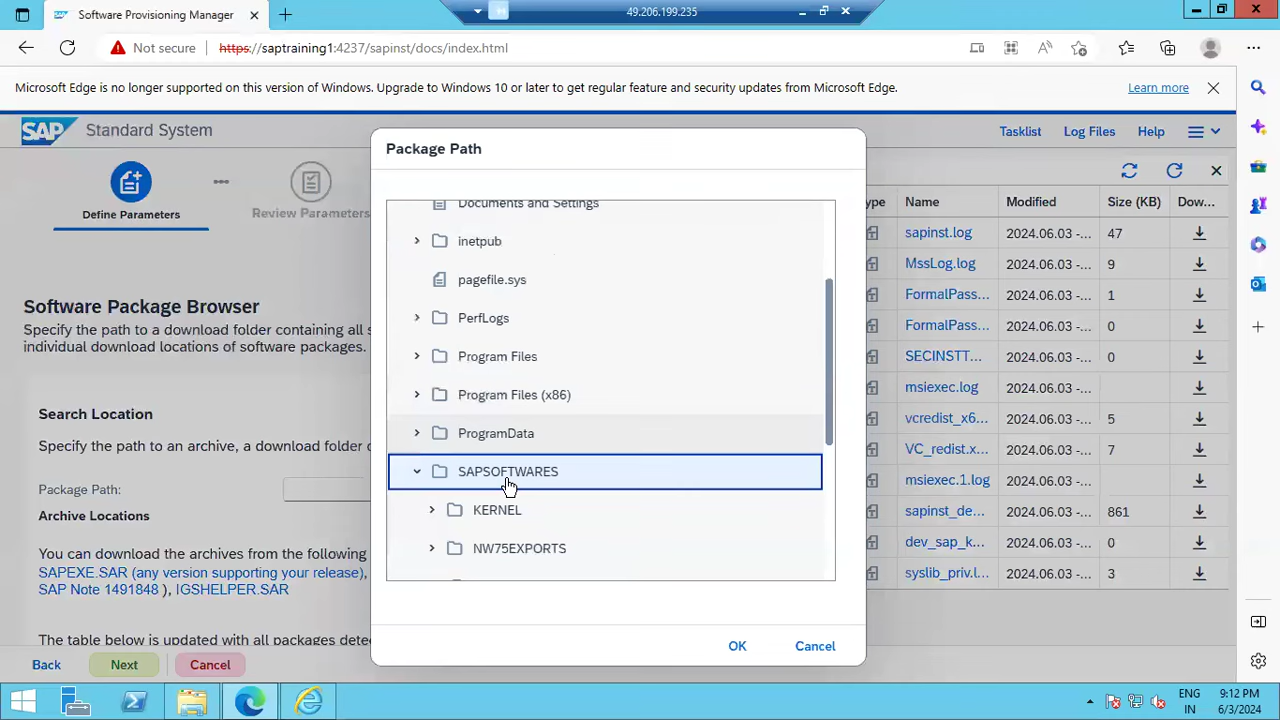 Software Provisioning Manager
49.206.199.235
Not secure
https://saptraining1:4237/sapinst/docs/index.html
Microsoft Edge is no longer supported on this version of Windows. Upgrade to Windows 10 or later to get regular feature and security updates from Microsoft Edge.
Learn more
SAP
Standard System
Tasklist
Log Files
Help
Define Parameters
Review Parameters
Software Package Browser
Specify the path to a download folder containing all s
individual download locations of software packages.
Search Location
Specify the path to an archive, a download folder o
Package Path:
Archive Locations
You can download the archives from the following
SAPEXE.SAR (any version supporting your release),
SAP Note 1491848 ), IGSHELPER.SAR
The table below is updated with all packages dete
Back
Next
Cancel
Package Path
Documents and Settings
inetpub
pagefile.sys
PerfLogs
Program Files
Program Files (x86)
ProgramData
SAPSOFTWARES
KERNEL
NW75EXPORTS
OK
Cancel
ype Name Modified Size (KB) Dow...
sapinst.log 2024.06.03 -... 47
MssLog.log 2024.06.03 -... 9
FormalPass... 2024.06.03 -... 1
FormalPass... 2024.06.03 -... 0
SECINSTT... 2024.06.03 -... 0
msiexec.log 2024.06.03 -...
vcredist_x6... 2024.06.03 -... 5
VC_redist.x... 2024.06.03 -... 7
msiexec.1.log 2024.06.03 -...
sapinst_de... 2024.06.03 -... 861
dev_sap_k... 2024.06.03 -... 0
syslib_priv.l... 2024.06.03 -... 3
ENG
IN
9:12 PM
6/3/2024